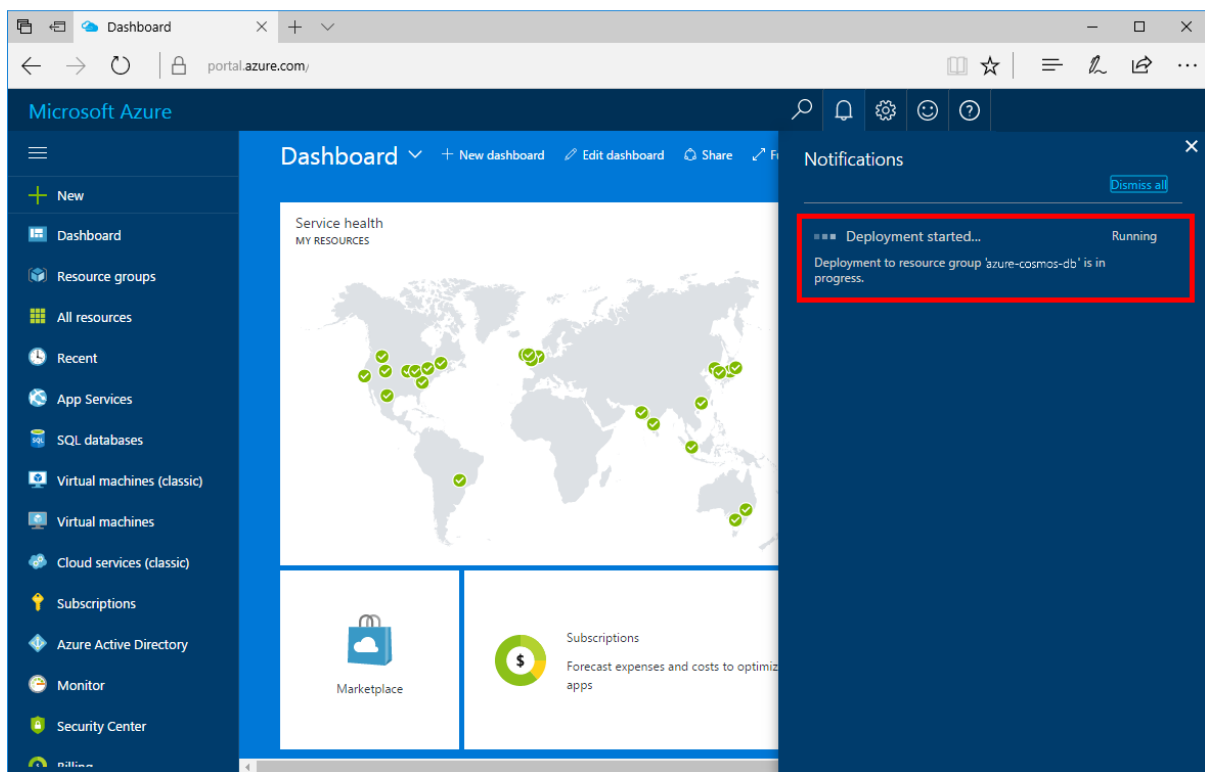 Dashboard
portal.azure.com/
Microsoft Azure
New
Dashboard
Resource groups
All resources
Recent
App Services
SQL databases
Virtual machines (classic)
Virtual machines
Cloud services (classic)
Subscriptions
Azure Active Directory
Monitor
Security Center
Billing
Dashboard
New dashboard
Edit dashboard
Share
Service health
MY RESOURCES
Marketplace
$
Subscriptions
Forecast expenses and costs to optimiz
apps
Notifications
Dismiss all
Deployment started... Running
Deployment to resource group 'azure-cosmos-db' is in
progress.